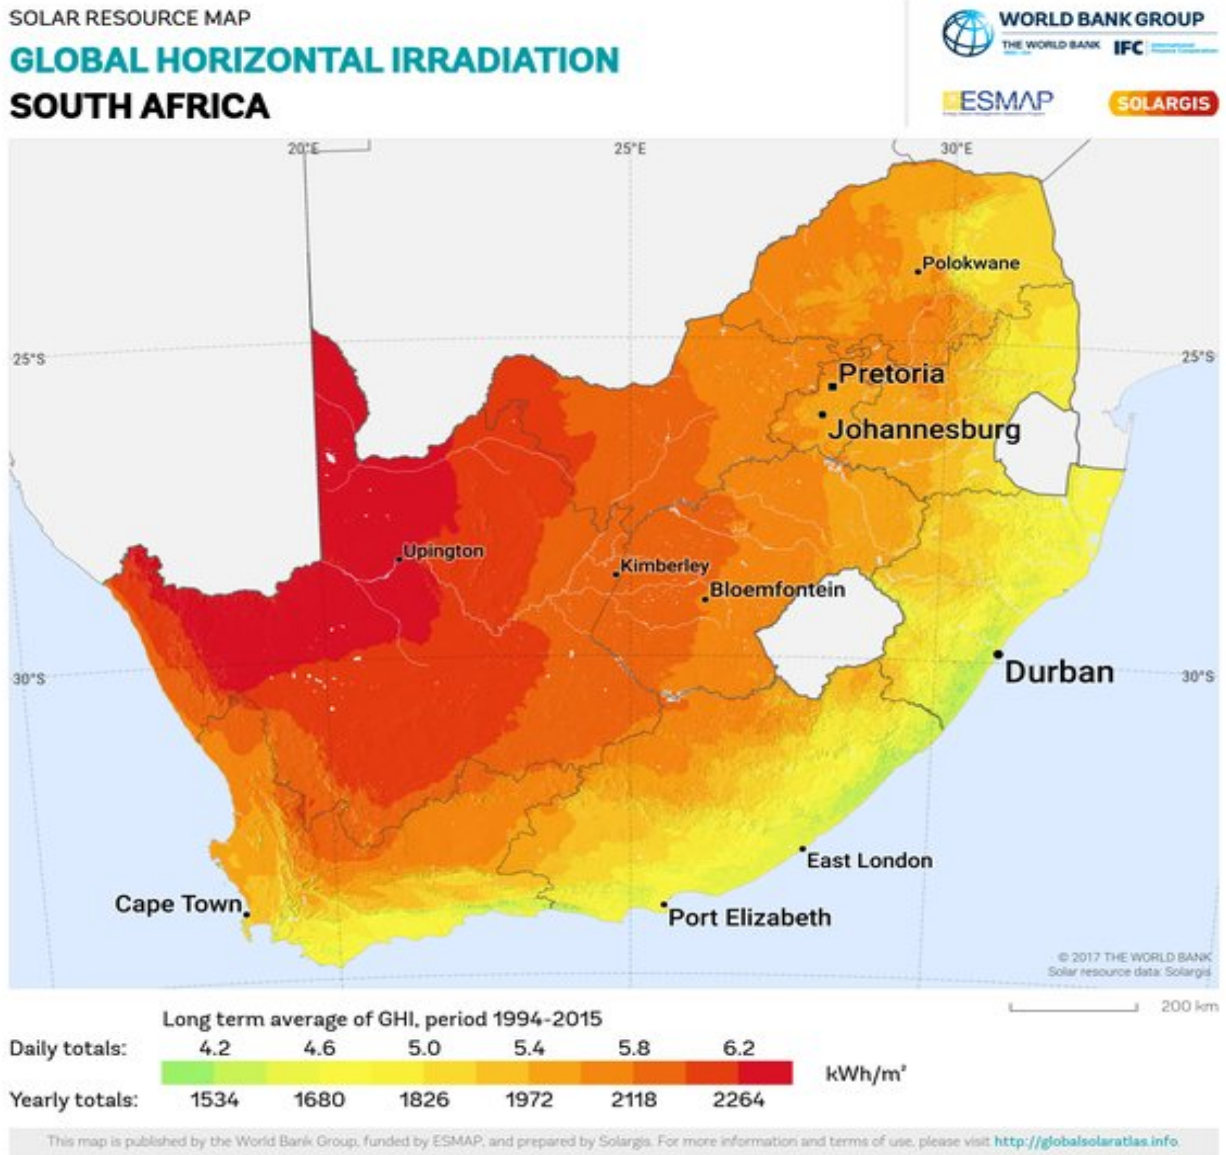 SOLAR RESOURCE MAP
GLOBAL HORIZONTAL IRRADIATION
SOUTH AFRICA
WORLD BANK GROUP
THE WORLD BANK
IFC
International
Finance Corporation
ESMAP
SOLARGIS
20°E
25°E
30°E
Polokwane
25°S
25°S
Pretoria
Johannesburg
Upington
Kimberley
Bloemfontein
30°S
Durban
30°S
East London
Cape Town
Port Elizabeth
© 2017 THE WORLD BANK
Solar resource data: Solargis
200 km
Long term average of GHI, period 1994-2015
Daily totals: 4.2 4.6 5.0 5.4 5.8 6.2
kWh/m²
Yearly totals: 1534 1680 1826 1972 2118 2264
This map is published by the World Bank Group, funded by ESMAP, and prepared by Solargis. For more information and terms of use, please visit http://globalsolaratlas.info.